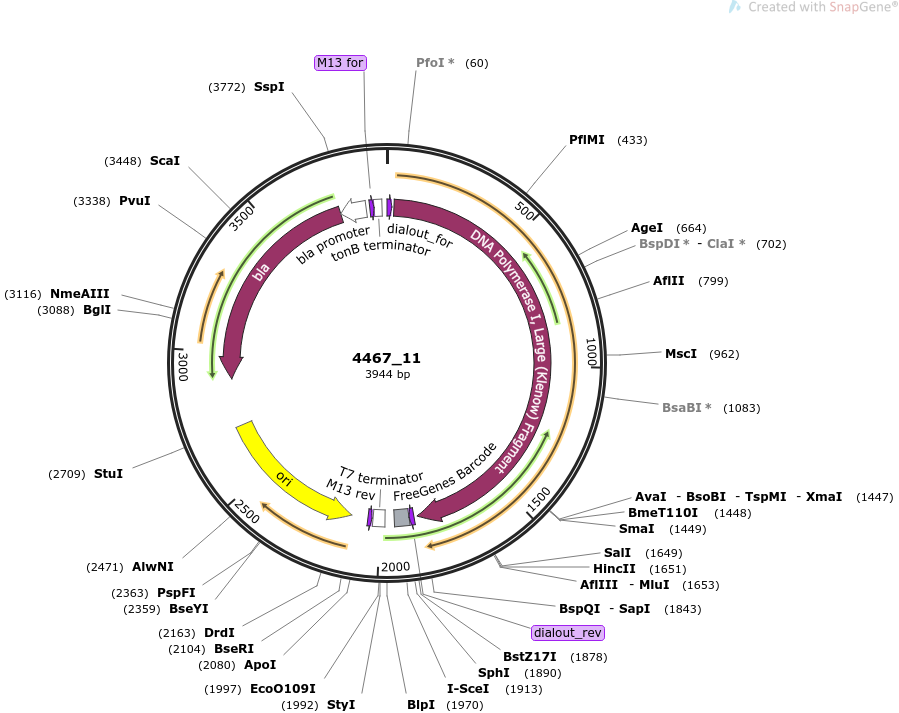 Created with SnapGene®
M13 for
PfoI * (60)
(3772) SspI
PflMI (433)
(3448) ScaI
(3338) PvuI
AgeI (664)
BspDI * - ClaI * (702)
AflII (799)
(3116) NmeAIII
(3088) BglI
MscI (962)
BsaBI * (1083)
(2709) StuI
AvaI - BsoBI - TspMI - XmaI (1447)
BmeT110I (1448)
SmaI (1449)
SalI (1649)
HincII (1651)
AflIII - MluI (1653)
BspQI - SapI (1843)
dialout_rev
BstZ17I (1878)
SphI (1890)
I-SceI (1913)
BlpI (1970)
(2471) AlwNI
(2363) PspFI
(2359) BseYI
(2163) DrdI
(2104) BseRI
(2080) ApoI
(1997) EcoO109I
(1992) StyI
500
1000
1500
2000
2500
3000
3500
bla
bla promoter
tonB terminator
dialout_for
DNA Polymerase I, Large (Klenow) Fragment
4467_11
3944 bp
ori
T7 terminator
M13 rev
FreeGenes Barcode